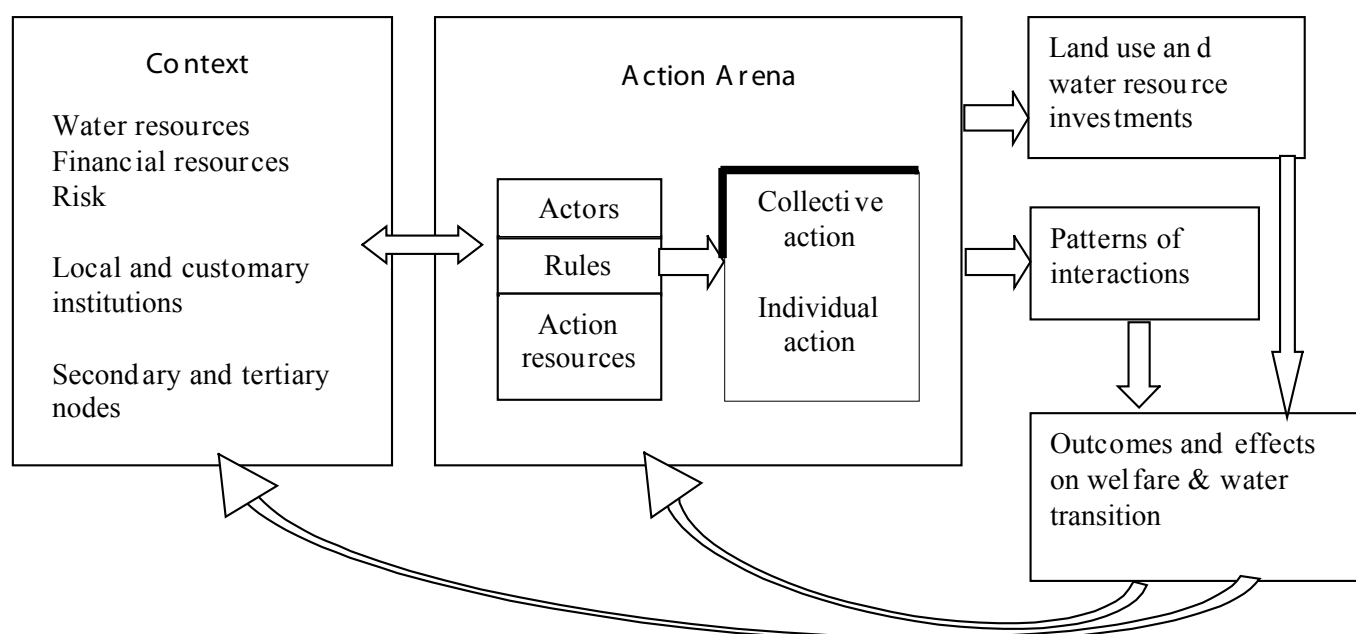 Context
Water resources
Financial resources
Risk
Local and customary
institutions
Secondary and tertiary
nodes
Action Arena
Actors
Rules
Action
resources
Collective
action
Individual
action
Land use and
water resource
investments
Patterns of
interactions
Outcomes and effects
on welfare & water
transition